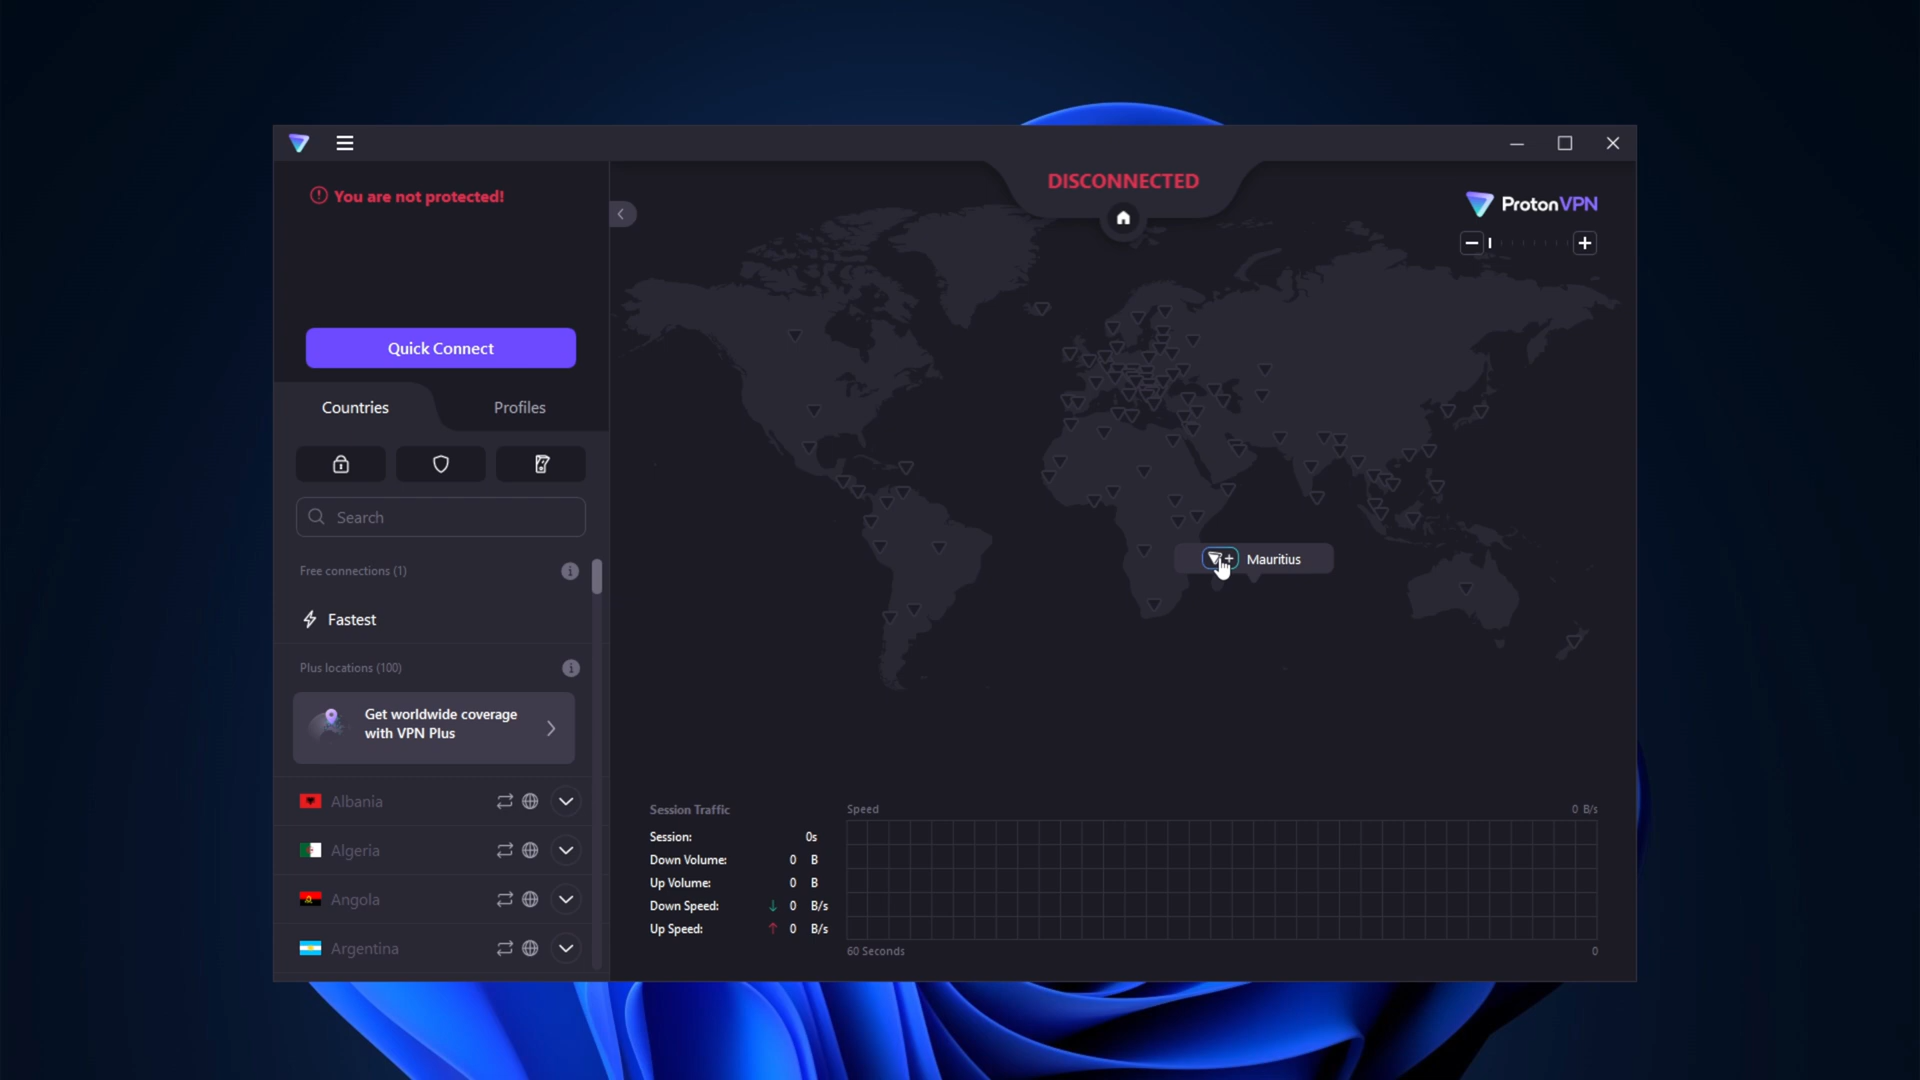 You are not protected!
Quick Connect
Countries
Profiles
Search
Free connections (1)
Fastest
Plus locations (100)
Get worldwide coverage
with VPN Plus
Albania
Algeria
Angola
Argentina
DISCONNECTED
ProtonVPN
Mauritius
Session Traffic
Session: 0s
Down Volume: 0 B
Up Volume: 0 B
Down Speed: ↓ 0 B/s
Up Speed: ↑ 0 B/s
Speed 0 B/s
60 Seconds 0